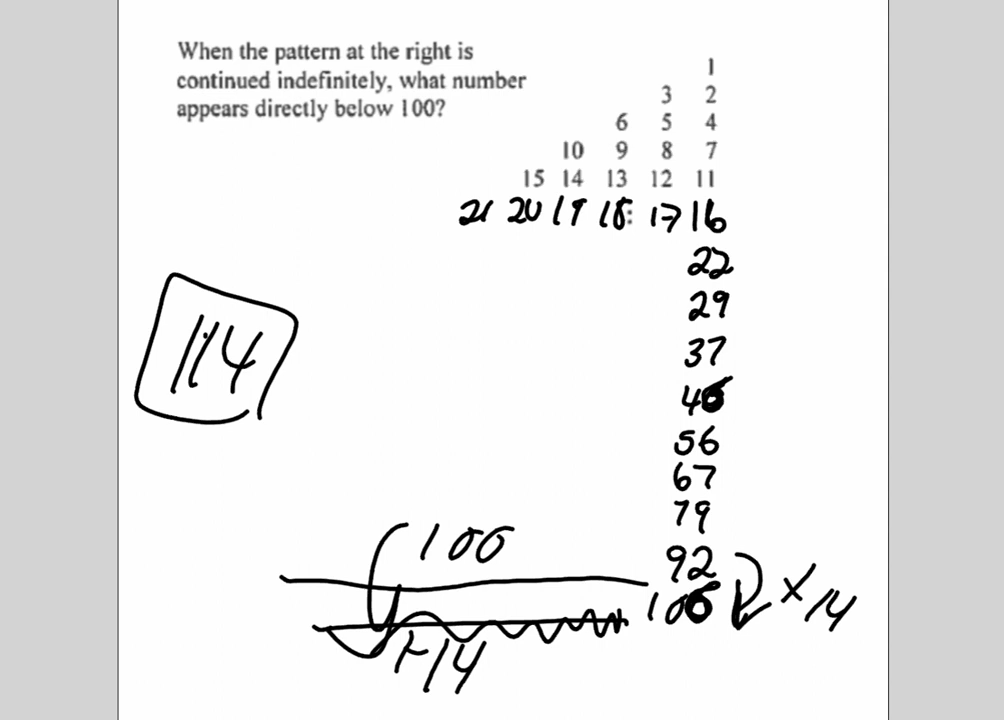 When the pattern at the right is
continued indefinitely, what number
appears directly below 100?
1
3 2
6 5 4
10 9 8 7
15 14 13 12 11
21 20 19 18 17 16
22
29
37
46
56
67
79
92
106
x 14
100
+14
114